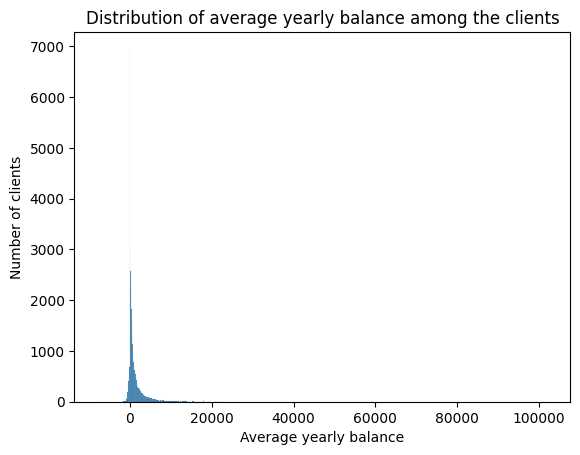 Distribution of average yearly balance among the clients
7000
6000
5000
4000
3000
2000
1000
0
Number of clients
0 20000 40000 60000 80000 100000
Average yearly balance